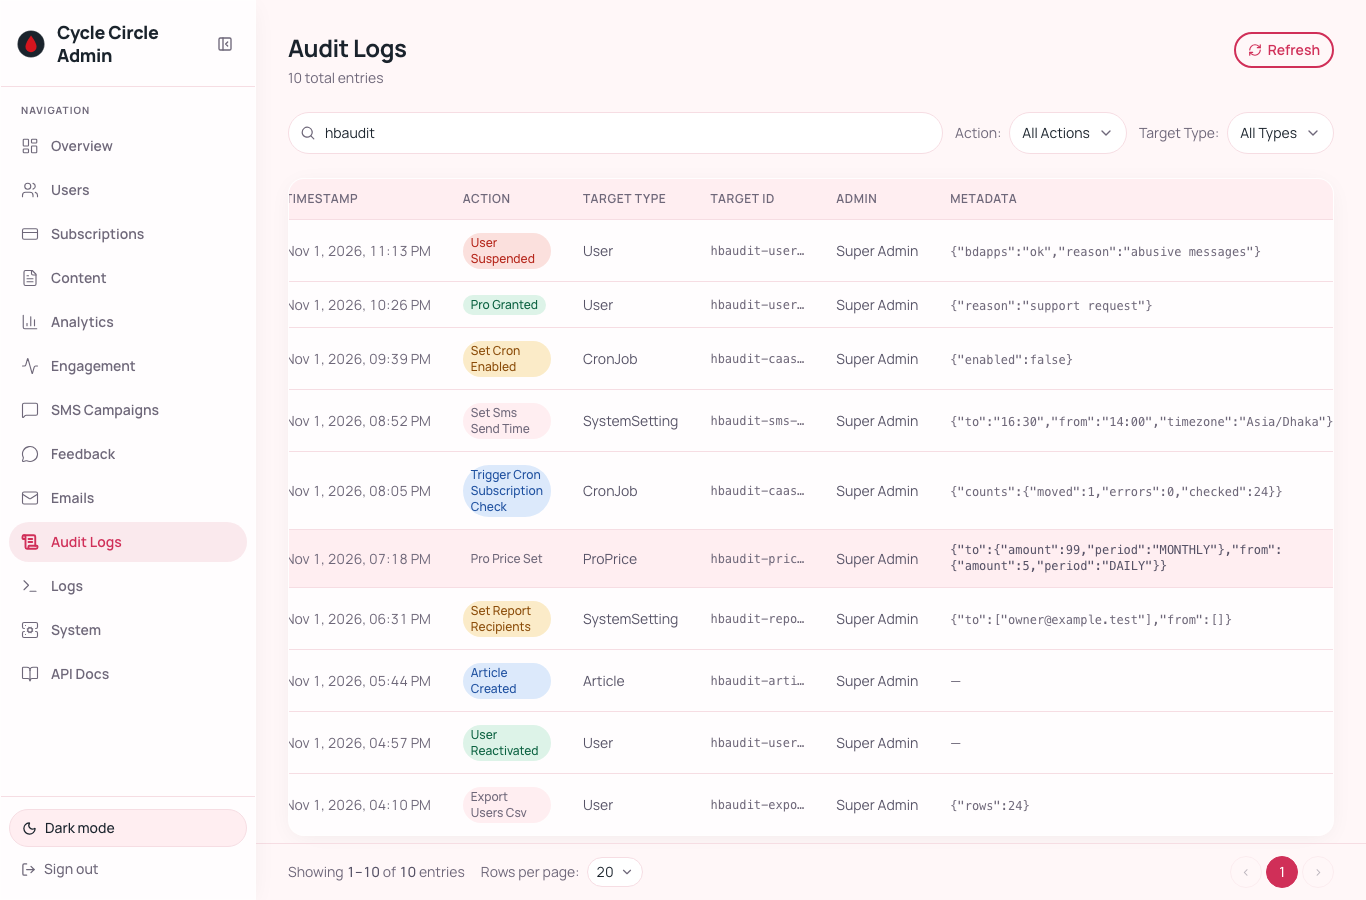 Cycle Circle
Admin
NAVIGATION
Overview
Users
Subscriptions
Content
Analytics
Engagement
SMS Campaigns
Feedback
Emails
Audit Logs
Logs
System
API Docs
Dark mode
Sign out
Audit Logs
10 total entries
Refresh
hbaudit
Action: All Actions Target Type: All Types
TIMESTAMP ACTION TARGET TYPE TARGET ID ADMIN METADATA
Nov 1, 2026, 11:13 PM User Suspended User hbaudit-user… Super Admin {"bdapps":"ok","reason":"abusive messages"}
Nov 1, 2026, 10:26 PM Pro Granted User hbaudit-user… Super Admin {"reason":"support request"}
Nov 1, 2026, 09:39 PM Set Cron Enabled CronJob hbaudit-caas… Super Admin {"enabled":false}
Nov 1, 2026, 08:52 PM Set Sms Send Time SystemSetting hbaudit-sms-… Super Admin {"to":"16:30","from":"14:00","timezone":"Asia/Dhaka"}
Nov 1, 2026, 08:05 PM Trigger Cron Subscription Check CronJob hbaudit-caas… Super Admin {"counts":{"moved":1,"errors":0,"checked":24}}
Nov 1, 2026, 07:18 PM Pro Price Set ProPrice hbaudit-pric… Super Admin {"to":{"amount":99,"period":"MONTHLY"},"from":
{"amount":5,"period":"DAILY"}}
Nov 1, 2026, 06:31 PM Set Report Recipients SystemSetting hbaudit-repo… Super Admin {"to":["owner@example.test"],"from":[]}
Nov 1, 2026, 05:44 PM Article Created Article hbaudit-arti… Super Admin —
Nov 1, 2026, 04:57 PM User Reactivated User hbaudit-user… Super Admin —
Nov 1, 2026, 04:10 PM Export Users Csv User hbaudit-expo… Super Admin {"rows":24}
Showing 1–10 of 10 entries Rows per page: 20
‹ 1 ›